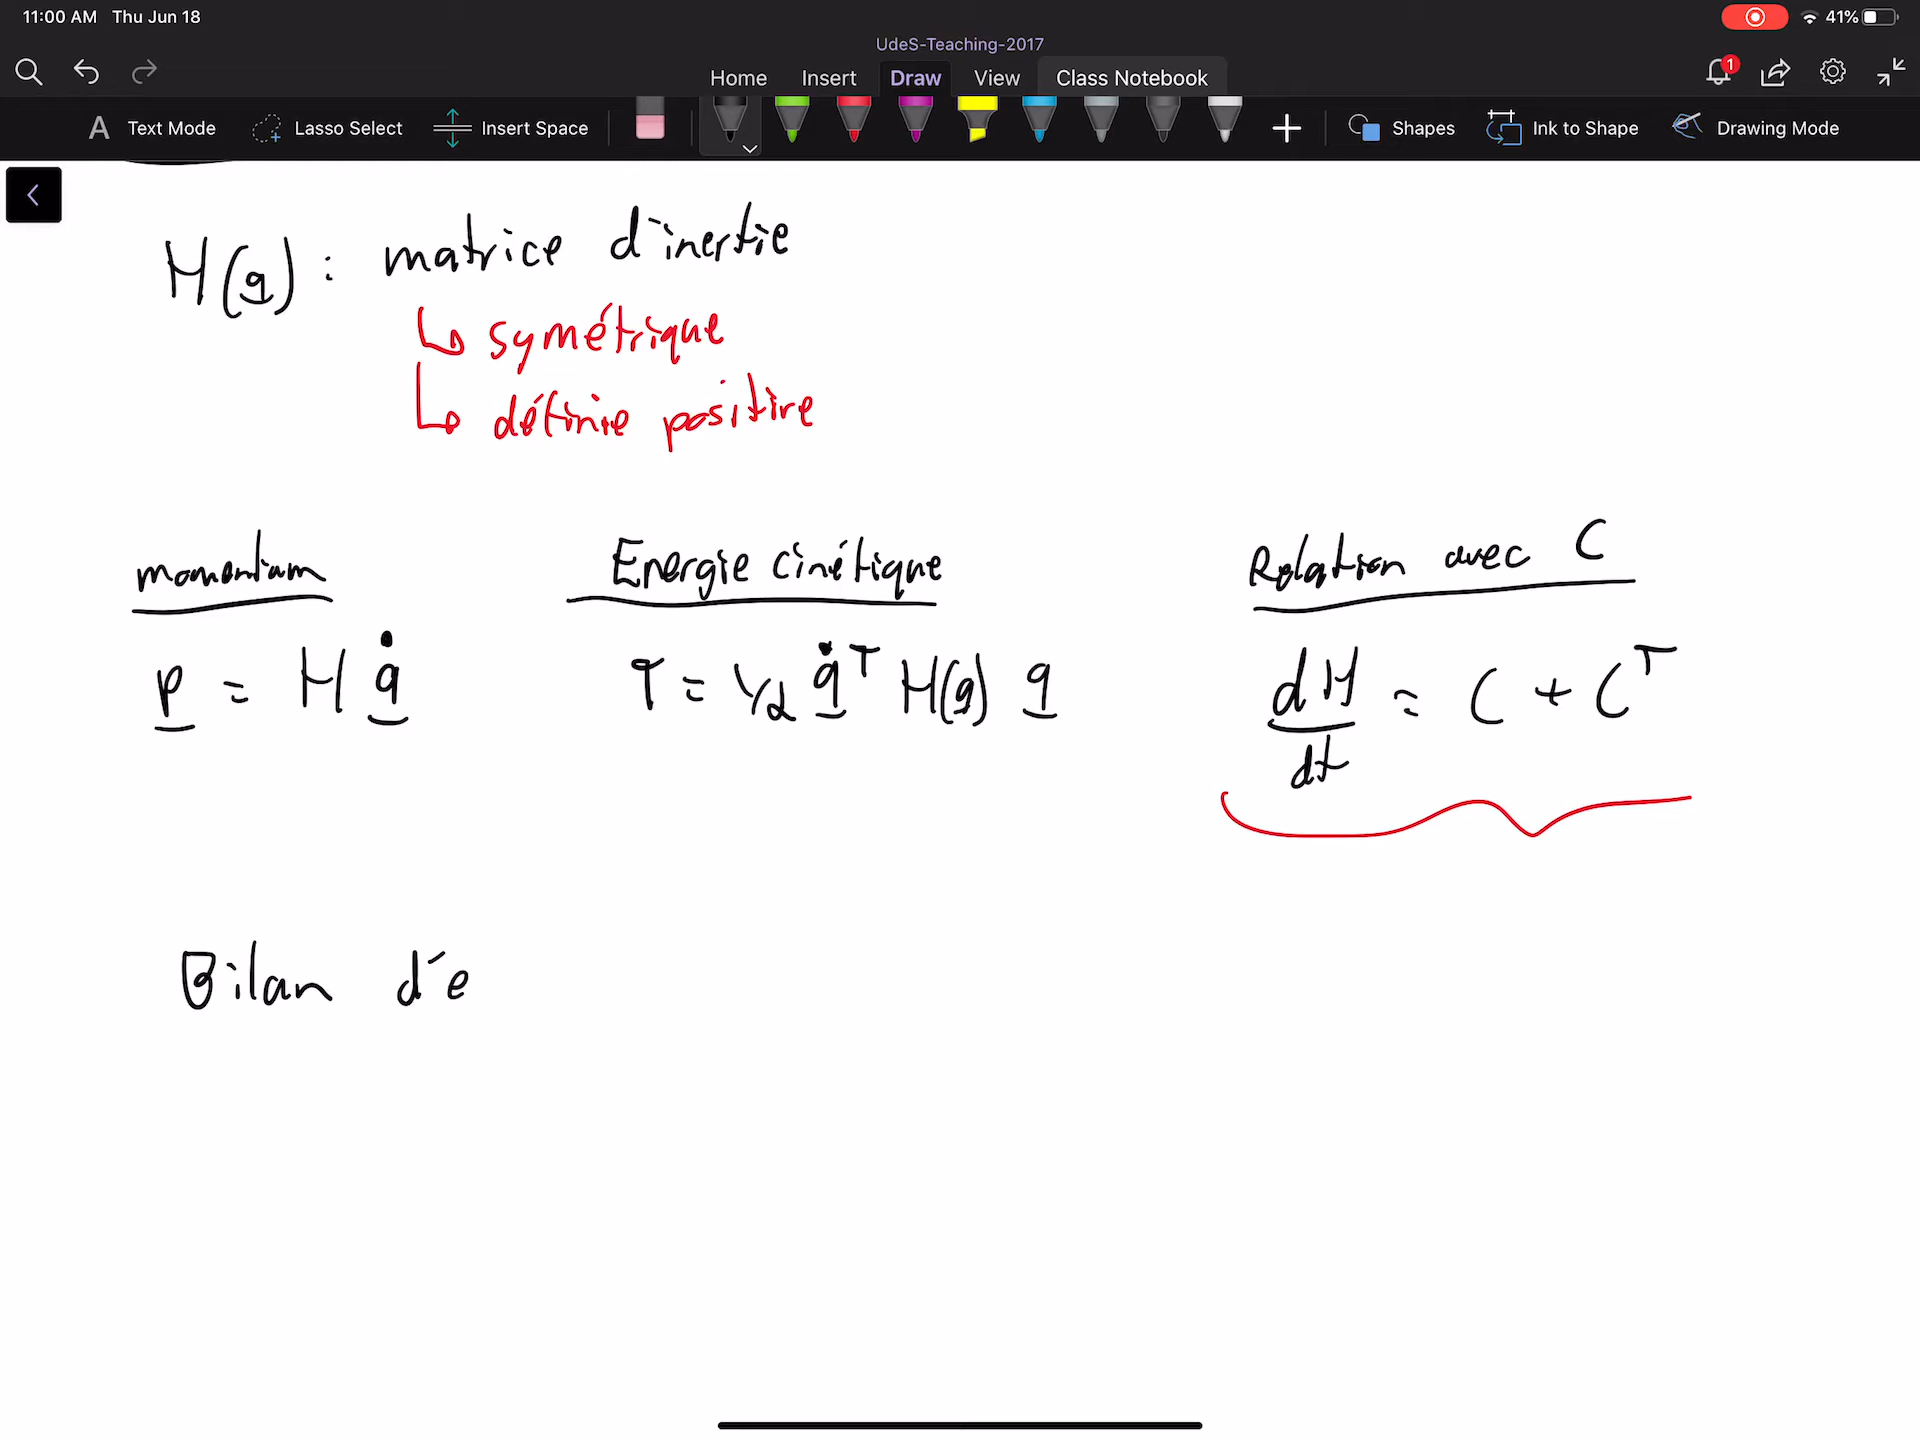 11:00 AM Thu Jun 18
41%
UdeS-Teaching-2017
Home Insert Draw View Class Notebook
1
A Text Mode Lasso Select Insert Space Shapes Ink to Shape Drawing Mode
H(q) : matrice d'inertie
↳ symétrique
↳ définie positive
momentum Energie cinétique Relation avec C
p = H q̇ T = 1/2 q̇ᵀ H(q) q dH/dt = C + Cᵀ
Bilan d'e